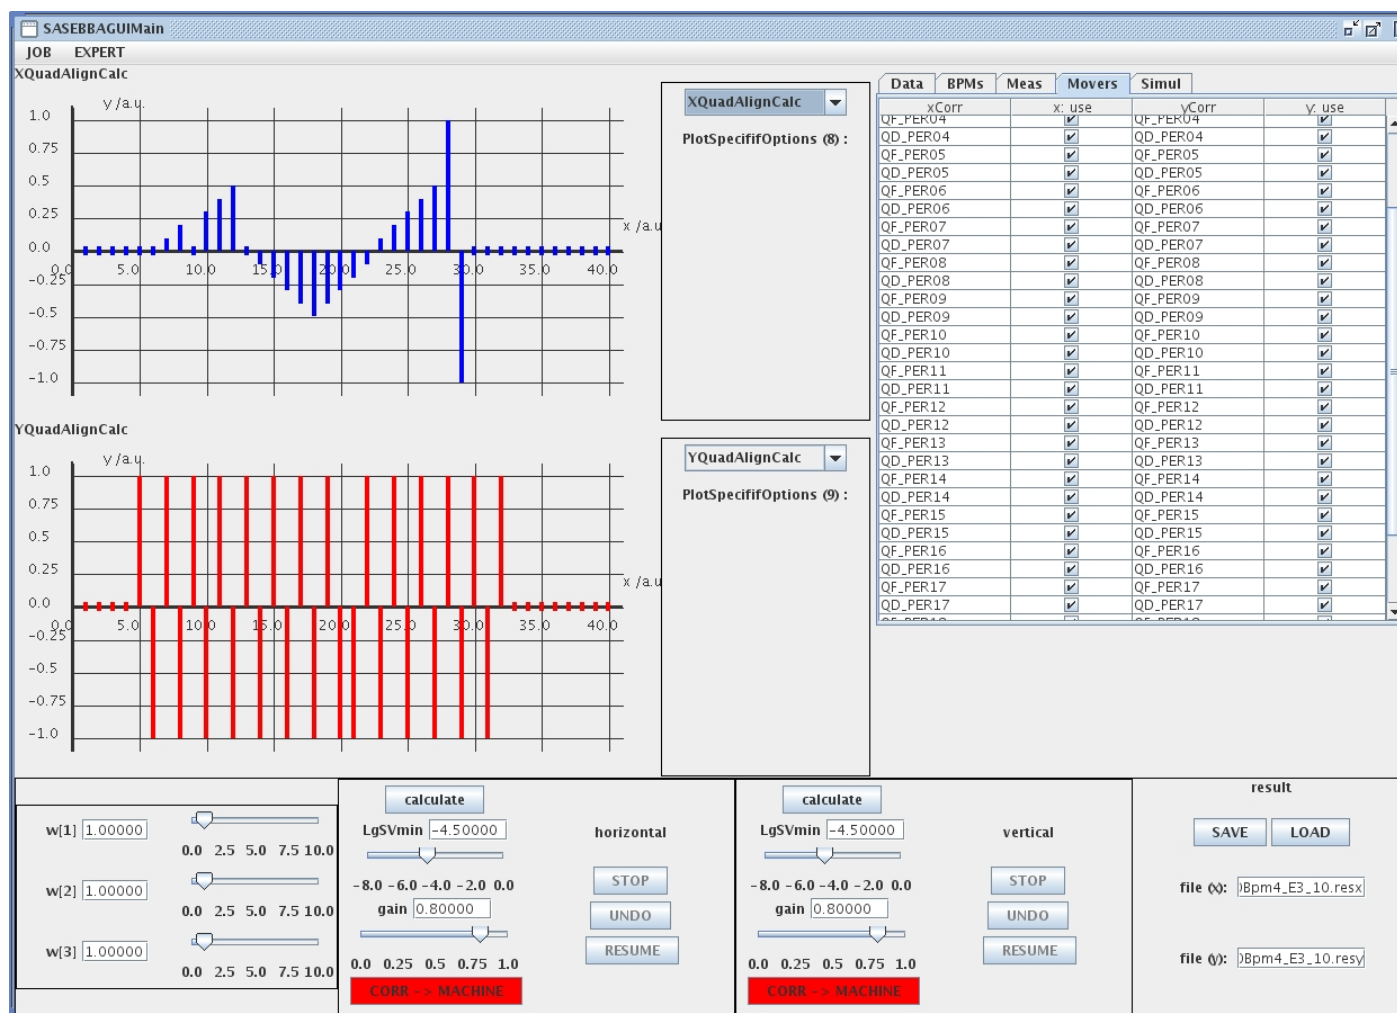 SASEBBAGUIMain
JOB EXPERT
XQuadAlignCalc
y /a.u.
1.0
0.75
0.5
0.25
0.0
-0.25
-0.5
-0.75
-1.0
0.0 5.0 10.0 15.0 20.0 25.0 30.0 35.0 40.0
x /a.u
XQuadAlignCalc
PlotSpecififOptions (8) :
YQuadAlignCalc
y /a.u.
1.0
0.75
0.5
0.25
0.0
-0.25
-0.5
-0.75
-1.0
0.0 5.0 10.0 15.0 20.0 25.0 30.0 35.0 40.0
x /a.u
YQuadAlignCalc
PlotSpecififOptions (9) :
Data BPMs Meas Movers Simul
xCorr x: use yCorr y: use
QF_PER04 QF_PER04
QD_PER04 QD_PER04
QF_PER05 QF_PER05
QD_PER05 QD_PER05
QF_PER06 QF_PER06
QD_PER06 QD_PER06
QF_PER07 QF_PER07
QD_PER07 QD_PER07
QF_PER08 QF_PER08
QD_PER08 QD_PER08
QF_PER09 QF_PER09
QD_PER09 QD_PER09
QF_PER10 QF_PER10
QD_PER10 QD_PER10
QF_PER11 QF_PER11
QD_PER11 QD_PER11
QF_PER12 QF_PER12
QD_PER12 QD_PER12
QF_PER13 QF_PER13
QD_PER13 QD_PER13
QF_PER14 QF_PER14
QD_PER14 QD_PER14
QF_PER15 QF_PER15
QD_PER15 QD_PER15
QF_PER16 QF_PER16
QD_PER16 QD_PER16
QF_PER17 QF_PER17
QD_PER17 QD_PER17
w[1] 1.00000
0.0 2.5 5.0 7.5 10.0
w[2] 1.00000
0.0 2.5 5.0 7.5 10.0
w[3] 1.00000
0.0 2.5 5.0 7.5 10.0
calculate
LgSVmin -4.50000
-8.0 -6.0 -4.0 -2.0 0.0
gain 0.80000
0.0 0.25 0.5 0.75 1.0
CORR -> MACHINE
horizontal
STOP
UNDO
RESUME
calculate
LgSVmin -4.50000
-8.0 -6.0 -4.0 -2.0 0.0
gain 0.80000
0.0 0.25 0.5 0.75 1.0
CORR -> MACHINE
vertical
STOP
UNDO
RESUME
result
SAVE LOAD
file (x): )Bpm4_E3_10.resx
file (y): )Bpm4_E3_10.resy